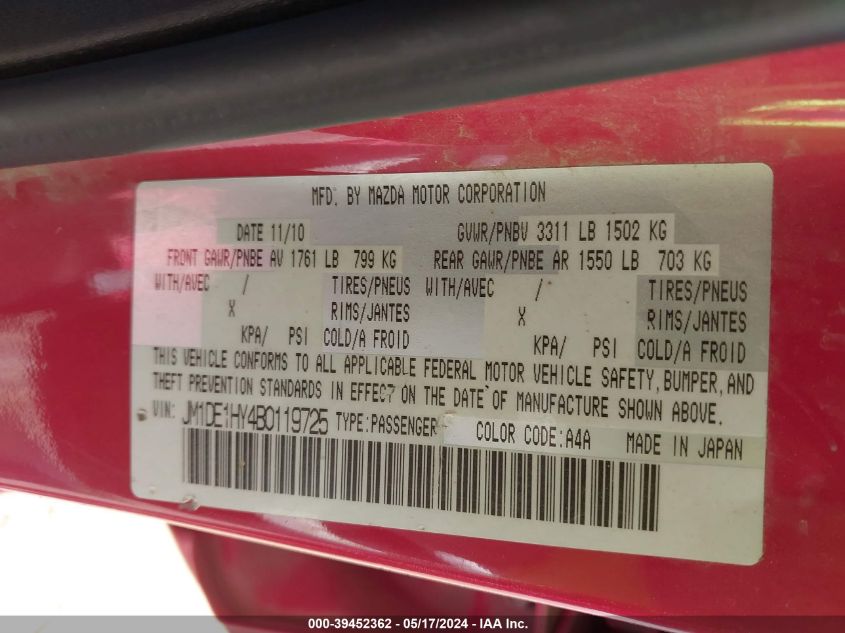 MFD. BY MAZDA MOTOR CORPORATION
DATE 11/10 GVWR/PNBV 3311 LB 1502 KG
FRONT GAWR/PNBE AV 1761 LB 799 KG REAR GAWR/PNBE AR 1550 LB 703 KG
WITH/AVEC / TIRES/PNEUS WITH/AVEC / TIRES/PNEUS
X RIMS/JANTES X RIMS/JANTES
KPA/ PSI COLD/A FROID KPA/ PSI COLD/A FROID
THIS VEHICLE CONFORMS TO ALL APPLICABLE FEDERAL MOTOR VEHICLE SAFETY, BUMPER, AND
THEFT PREVENTION STANDARDS IN EFFECT ON THE DATE OF MANUFACTURE SHOWN ABOVE.
VIN: JM1DE1HY4B0119725 TYPE:PASSENGER COLOR CODE:A4A MADE IN JAPAN
000-39452362 / 05/17/2024 - IAA Inc.